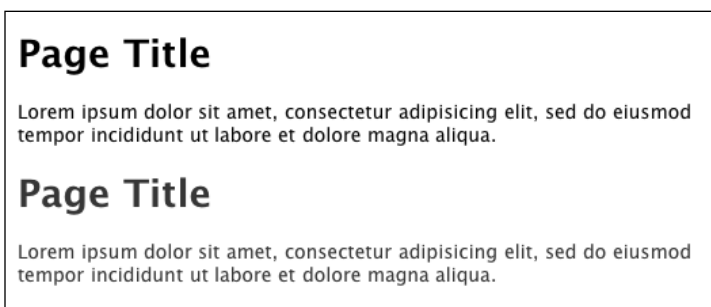 Page Title
Lorem ipsum dolor sit amet, consectetur adipisicing elit, sed do eiusmod
tempor incididunt ut labore et dolore magna aliqua.
Page Title
Lorem ipsum dolor sit amet, consectetur adipisicing elit, sed do eiusmod
tempor incididunt ut labore et dolore magna aliqua.